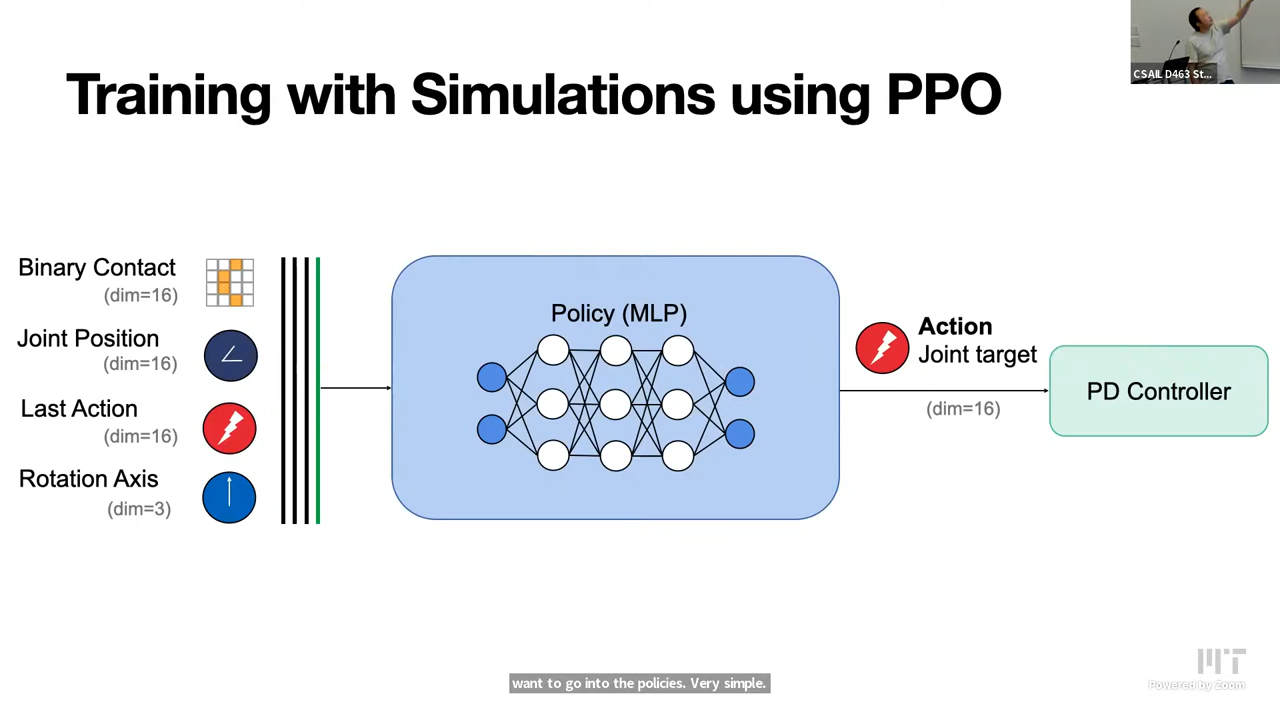 CSAIL D463 St...
Training with Simulations using PPO
Binary Contact
(dim=16)
Joint Position
(dim=16)
Last Action
(dim=16)
Rotation Axis
(dim=3)
Policy (MLP)
Action
Joint target
(dim=16)
PD Controller
want to go into the policies. Very simple.
MIT
Powered by Zoom